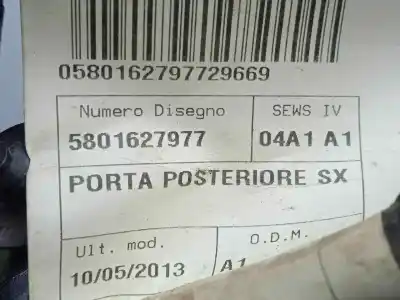 0580162797729669
Numero Disegno
SEWS IV
5801627977
04A1 A1
PORTA POSTERIORE SX
Ult. mod.
O.D.M.
10/05/2013
A1